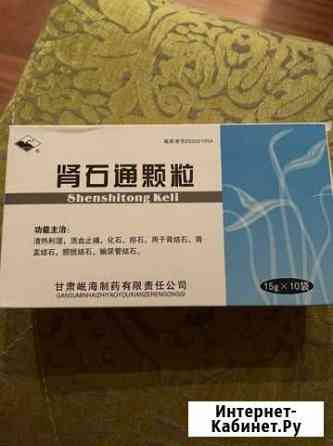 肾石通颗粒
Shenshitong Keli
功能主治:
清热利湿，活血止痛，化石，排石。用于肾结石，肾
盂结石，膀胱结石，输尿管结石。
甘肃岷海制药有限责任公司
GANSUMINHAIZHIYAOYOUXIANZERENGONGSI
15g×10袋
Интернет-
Кабинет.Ру